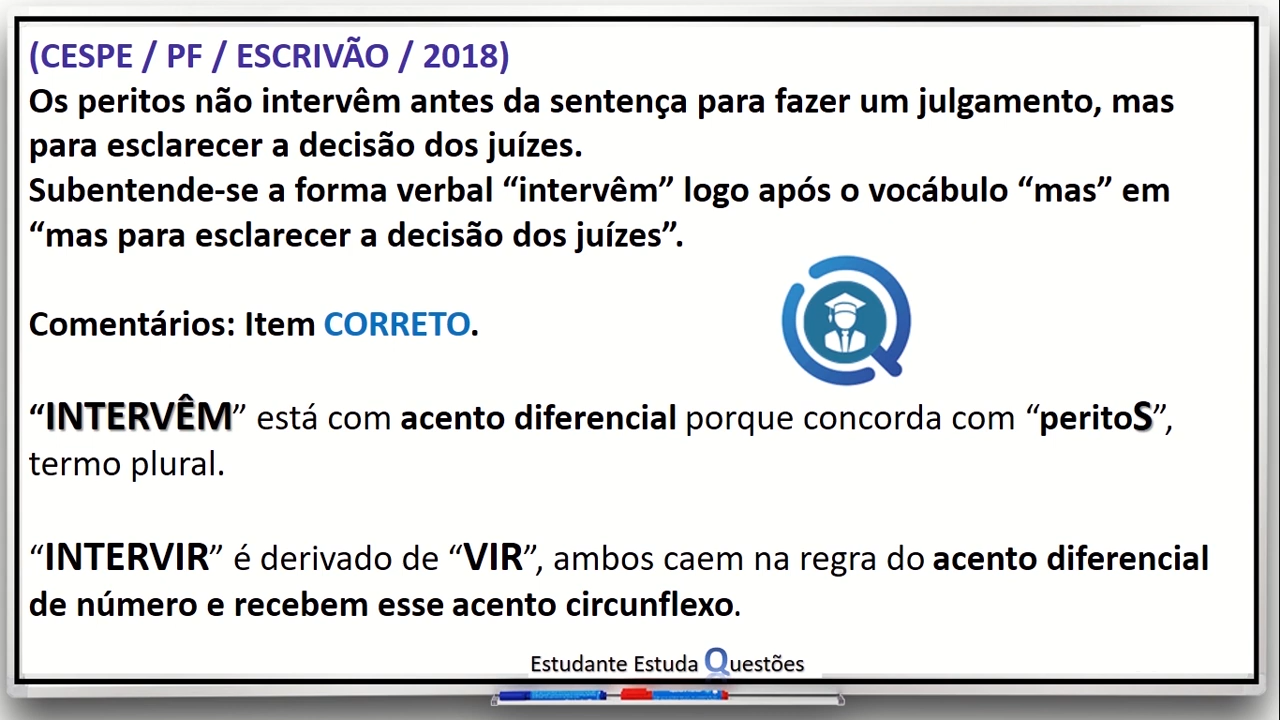 (CESPE / PF / ESCRIVÃO / 2018)
Os peritos não intervêm antes da sentença para fazer um julgamento, mas
para esclarecer a decisão dos juízes.
Subentende-se a forma verbal “intervêm” logo após o vocábulo “mas” em
“mas para esclarecer a decisão dos juízes”.
Comentários: Item CORRETO.
“INTERVÊM” está com acento diferencial porque concorda com “peritoS”,
termo plural.
“INTERVIR” é derivado de “VIR”, ambos caem na regra do acento diferencial
de número e recebem esse acento circunflexo.
Estudante Estuda Questões